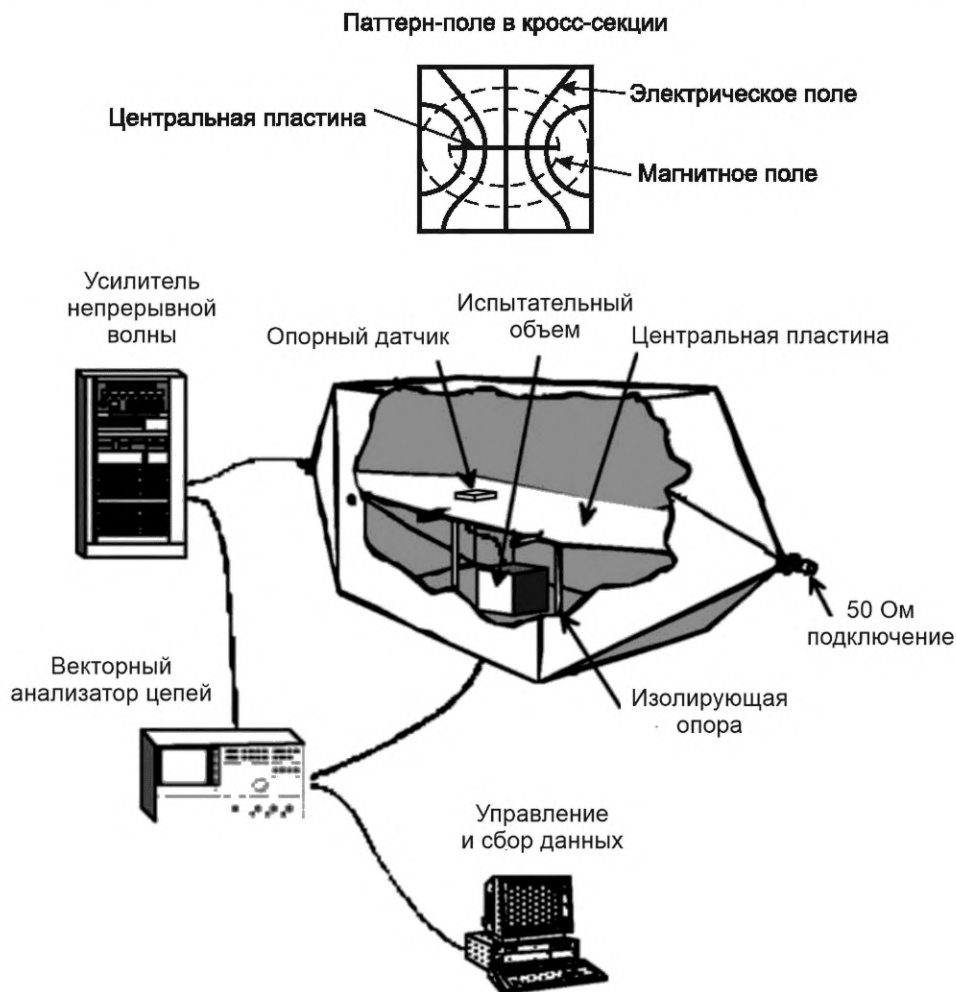 Паттерн-поле в кросс-секции
Электрическое поле
Центральная пластина
Магнитное поле
Усилитель
непрерывной
волны
Опорный датчик
Испытательный
объем
Центральная пластина
50 Ом
подключение
Векторный
анализатор цепей
Изолирующая
опора
Управление
и сбор данных